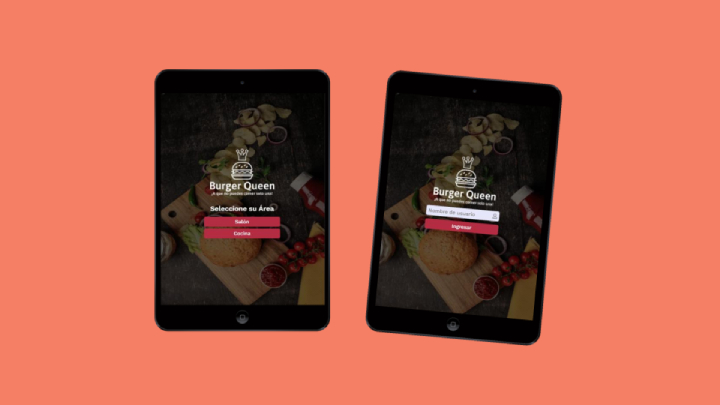 Burger Queen
¡A que no puedes comer solo una!
Seleccione su Área
Salón
Cocina
Burger Queen
¡A que no puedes comer solo una!
Nombre de usuario
Ingresar